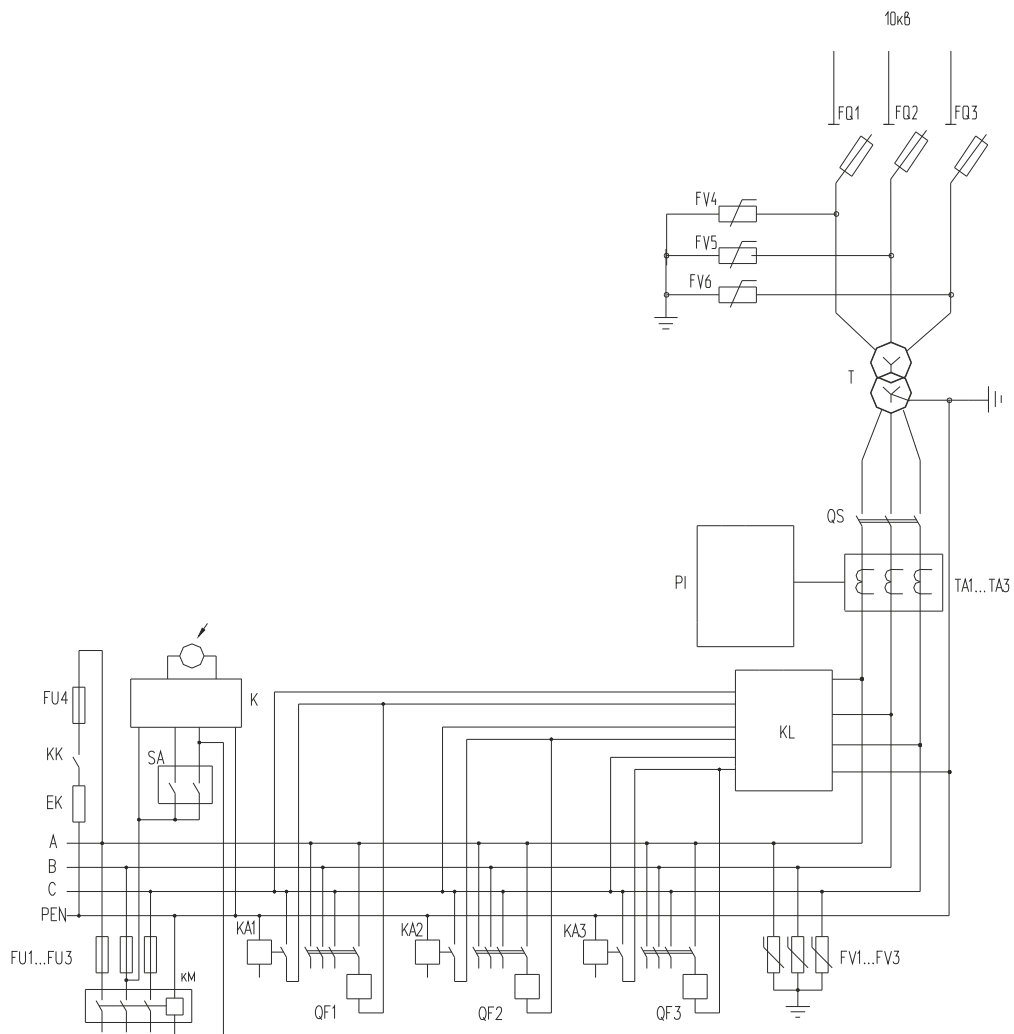 10кВ
FQ1
FQ2
FQ3
FV4
FV5
FV6
T
QS
PI
TA1...TA3
FU4
K
KK
SA
KL
EK
A
B
C
PEN
KA1
KA2
KA3
FU1...FU3
FV1...FV3
КМ
QF1
QF2
QF3